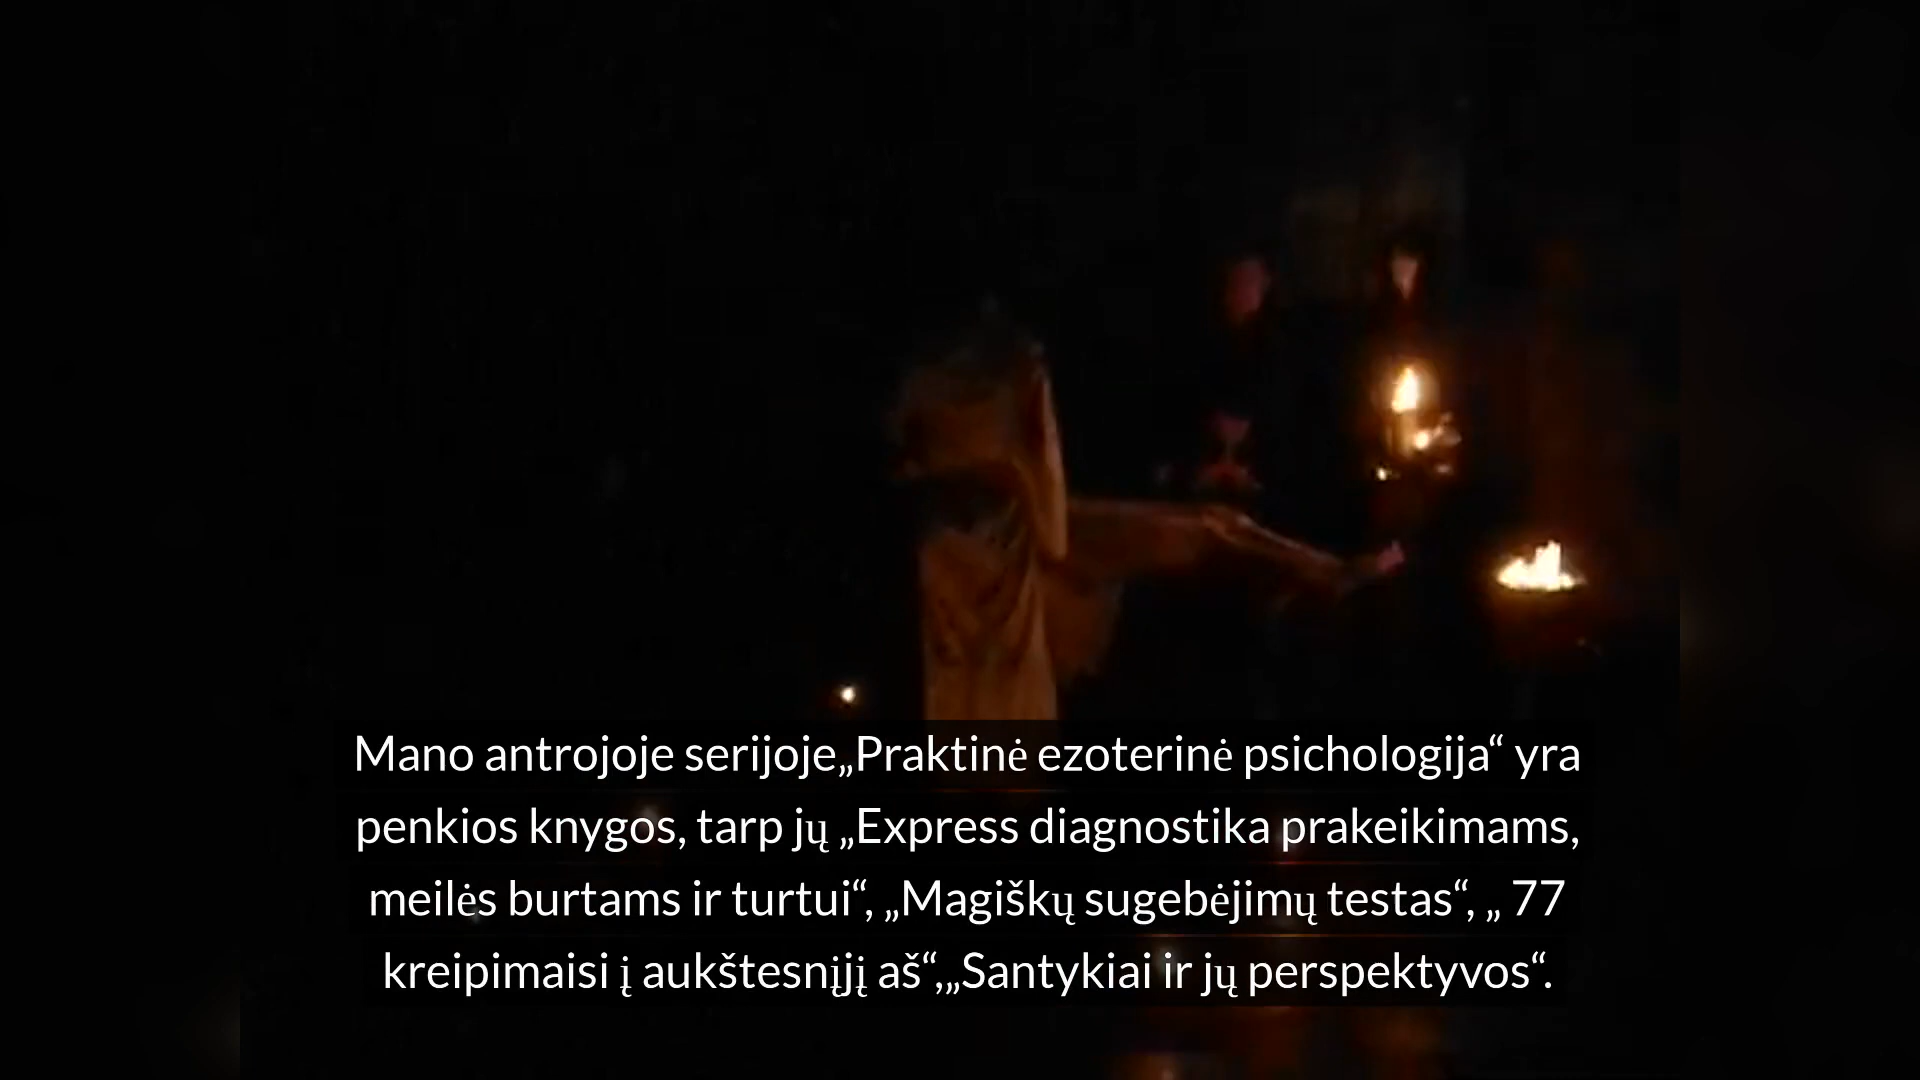 Mano antrojoje serijoje„Praktinė ezoterinė psichologija“ yra
penkios knygos, tarp jų „Express diagnostika prakeikimams,
meilės burtams ir turtui“, „Magiškų sugebėjimų testas“, „ 77
kreipimaisi į aukštesnįjį aš“,„Santykiai ir jų perspektyvos“.